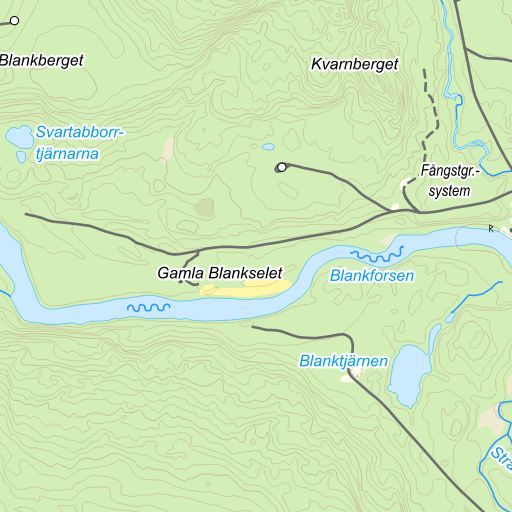 Blankberget
Kvarnberget
Svartabborr-
tjärnarna
Fångstgr.-
system
R
Gamla Blankselet
Blankforsen
Blanktjärnen
Stra